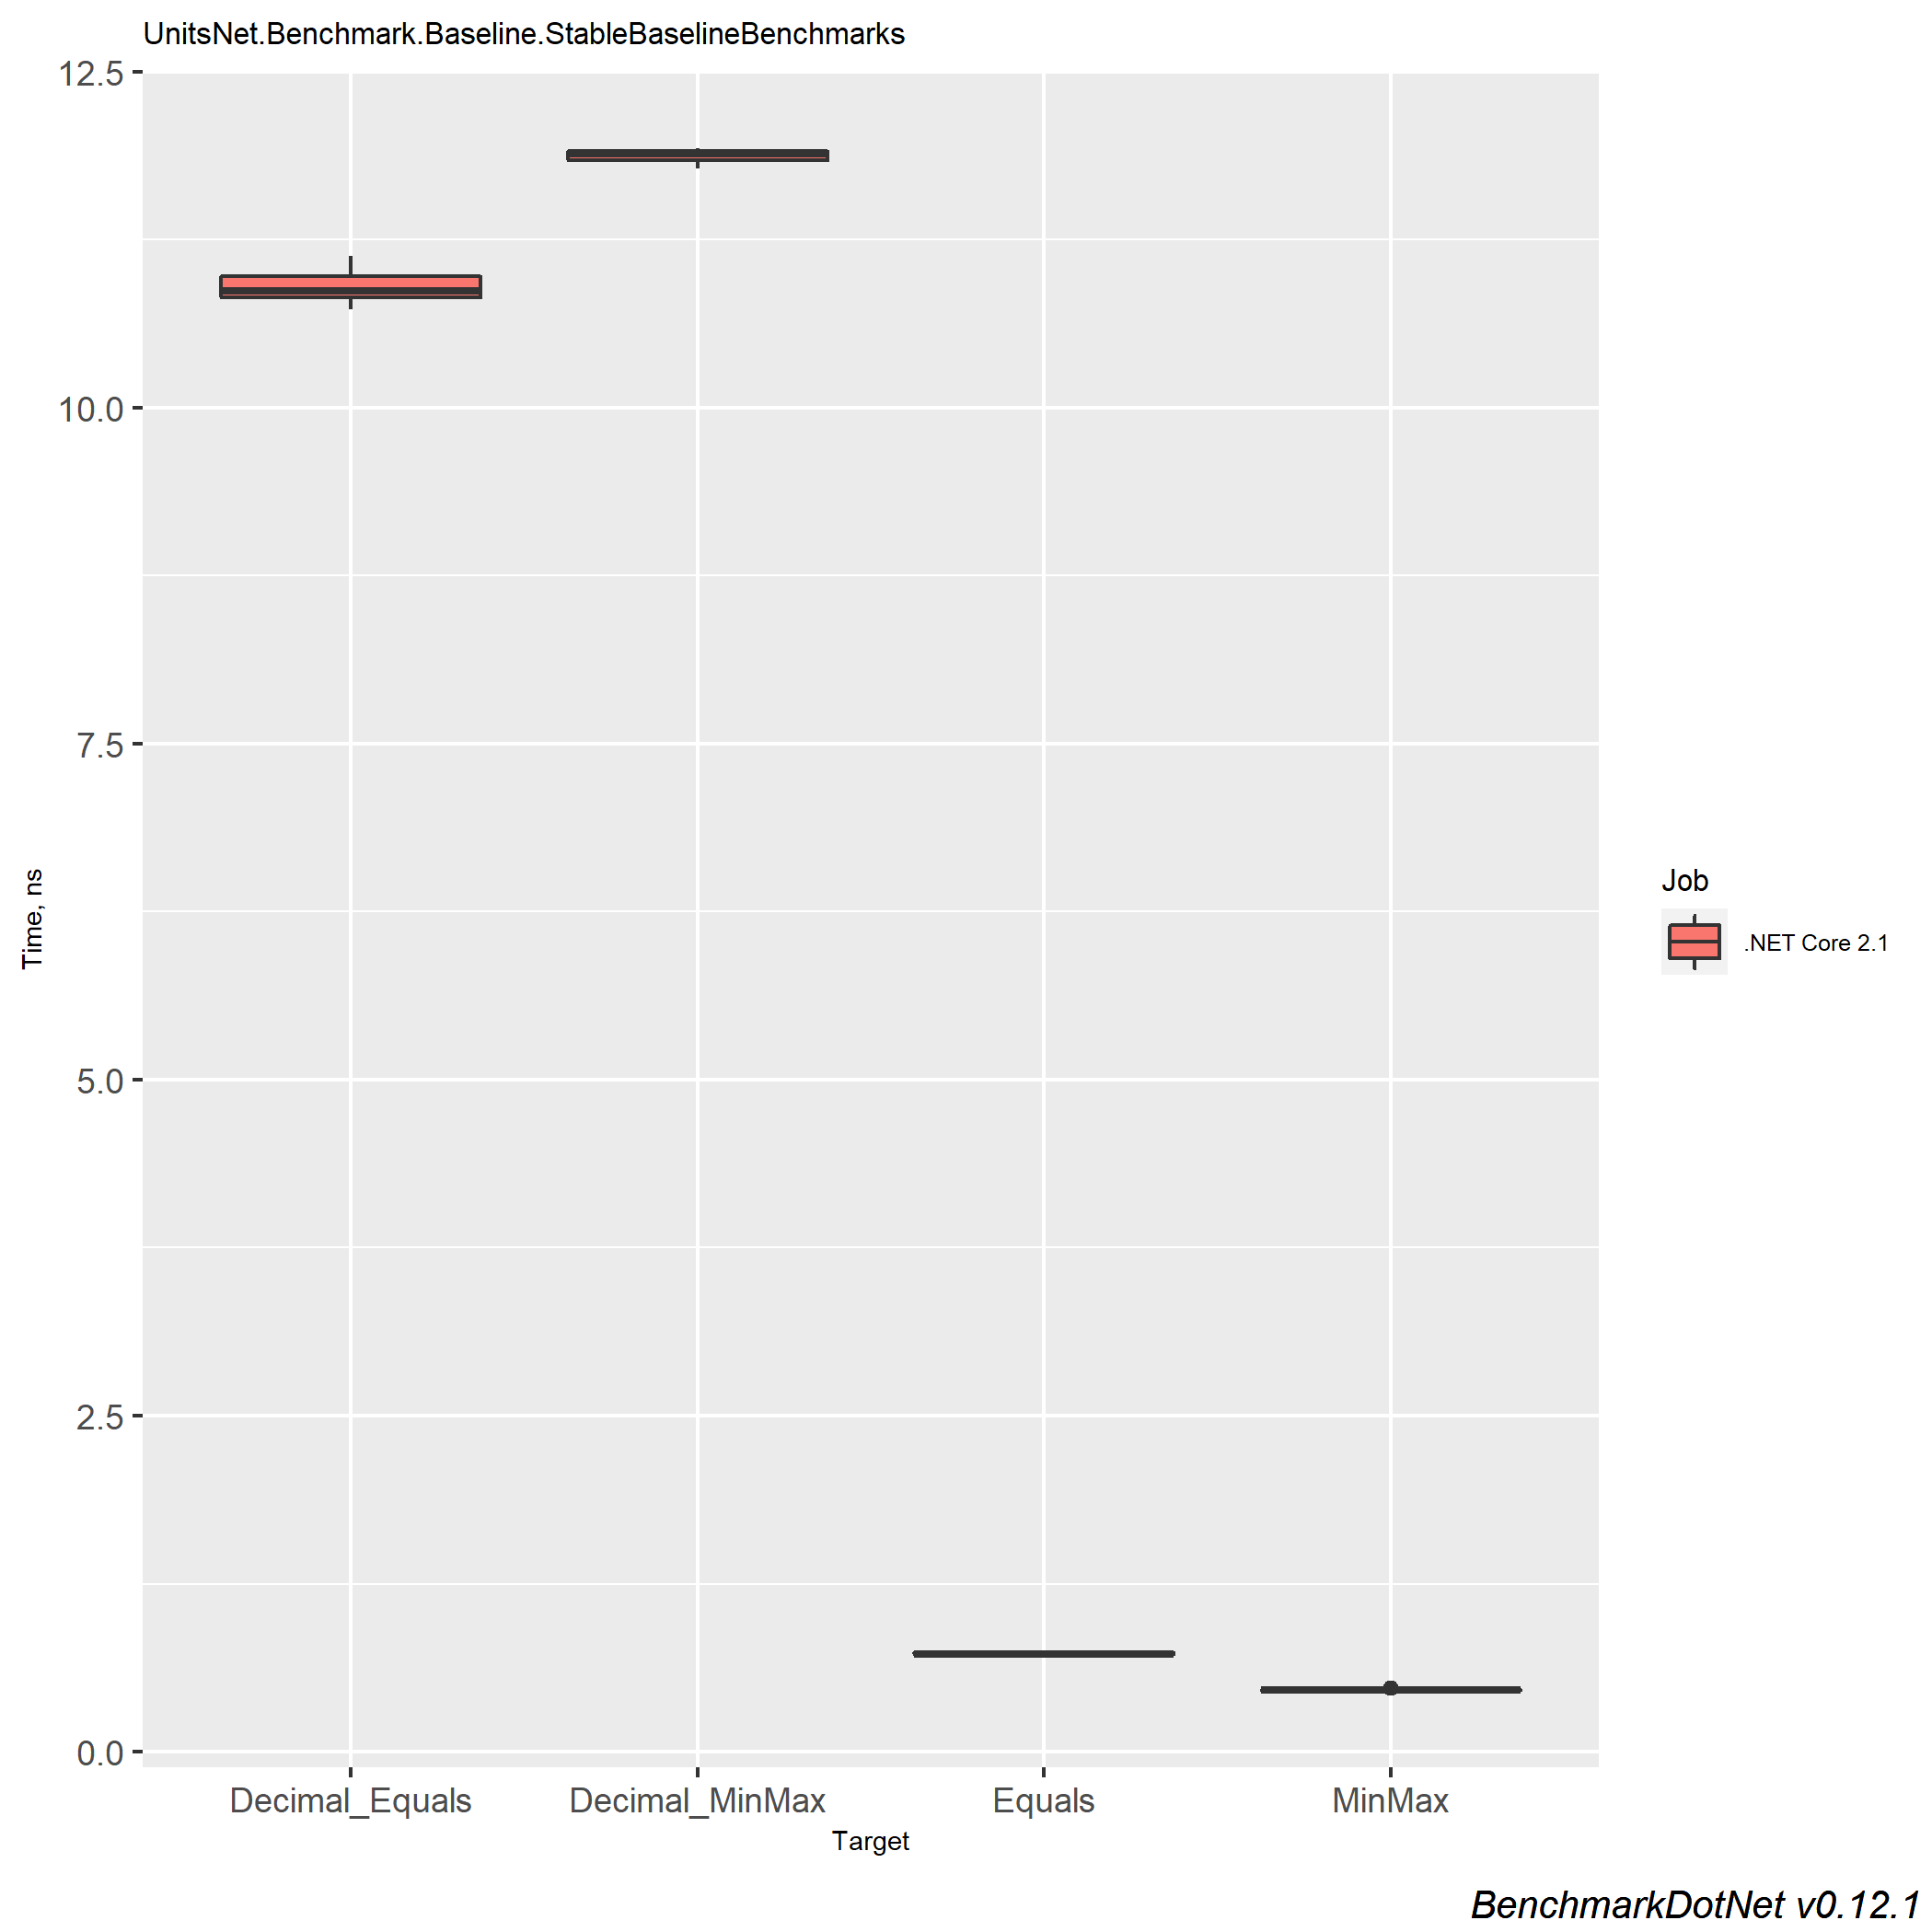 UnitsNet.Benchmark.Baseline.StableBaselineBenchmarks
12.5
10.0
7.5
5.0
2.5
0.0
Time, ns
Decimal_Equals Decimal_MinMax Equals MinMax
Target
Job
.NET Core 2.1
BenchmarkDotNet v0.12.1